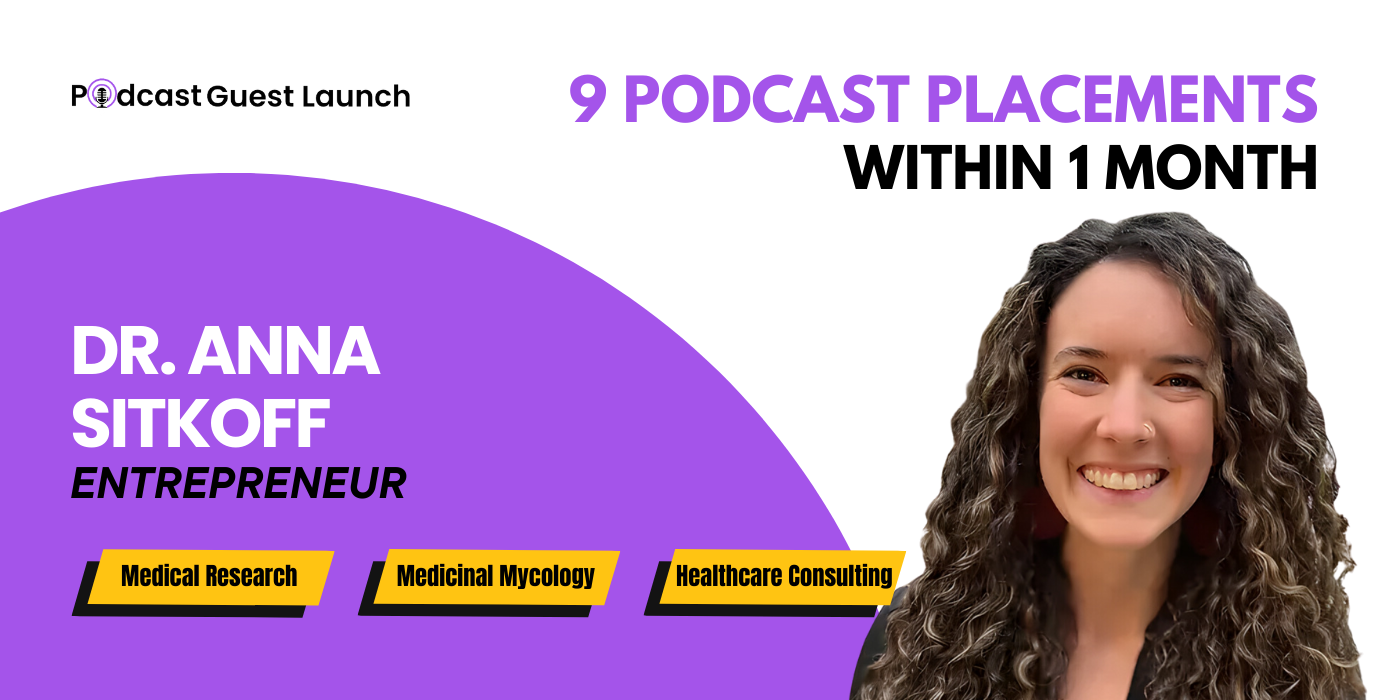 Podcast Guest Launch
9 PODCAST PLACEMENTS
WITHIN 1 MONTH
DR. ANNA
SITKOFF
ENTREPRENEUR
Medical Research
Medicinal Mycology
Healthcare Consulting